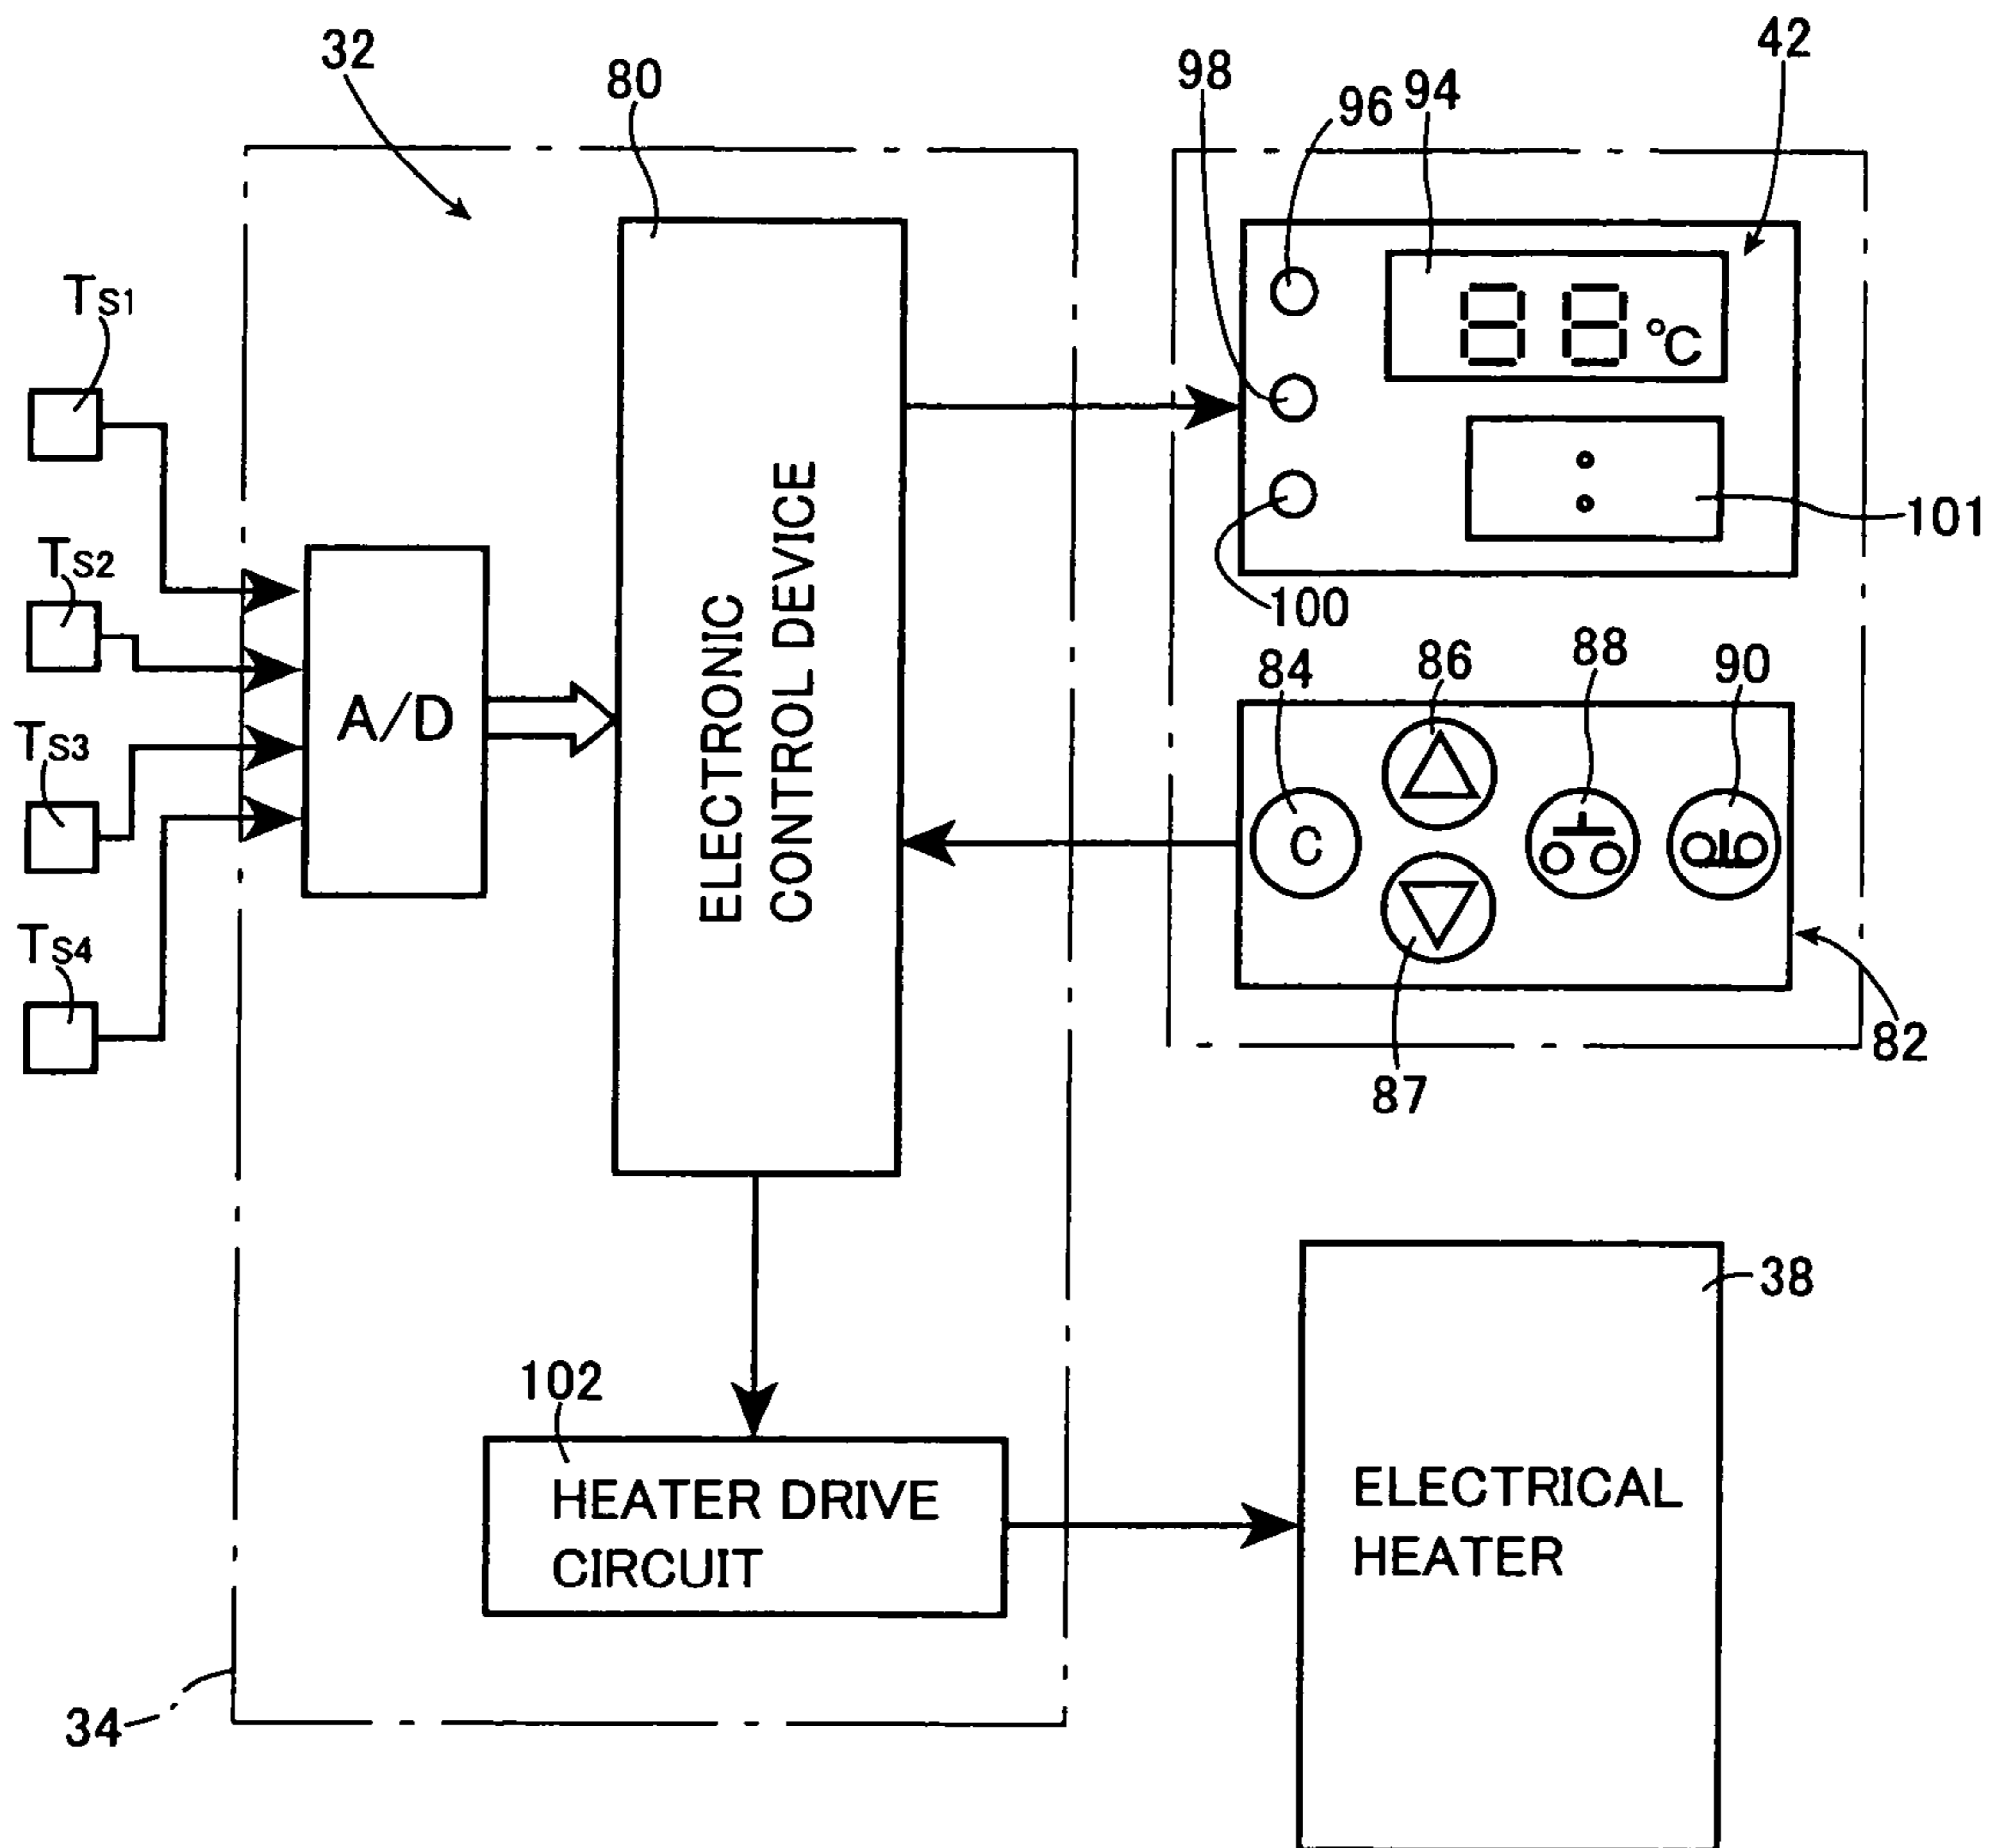 32
80
98
96
94
42
TS1
88 °C
TS2
101
100
TS3
A/D
ELECTRONIC
CONTROL DEVICE
84
86
88
90
C
TS4
82
87
38
102
HEATER DRIVE
CIRCUIT
ELECTRICAL
HEATER
34